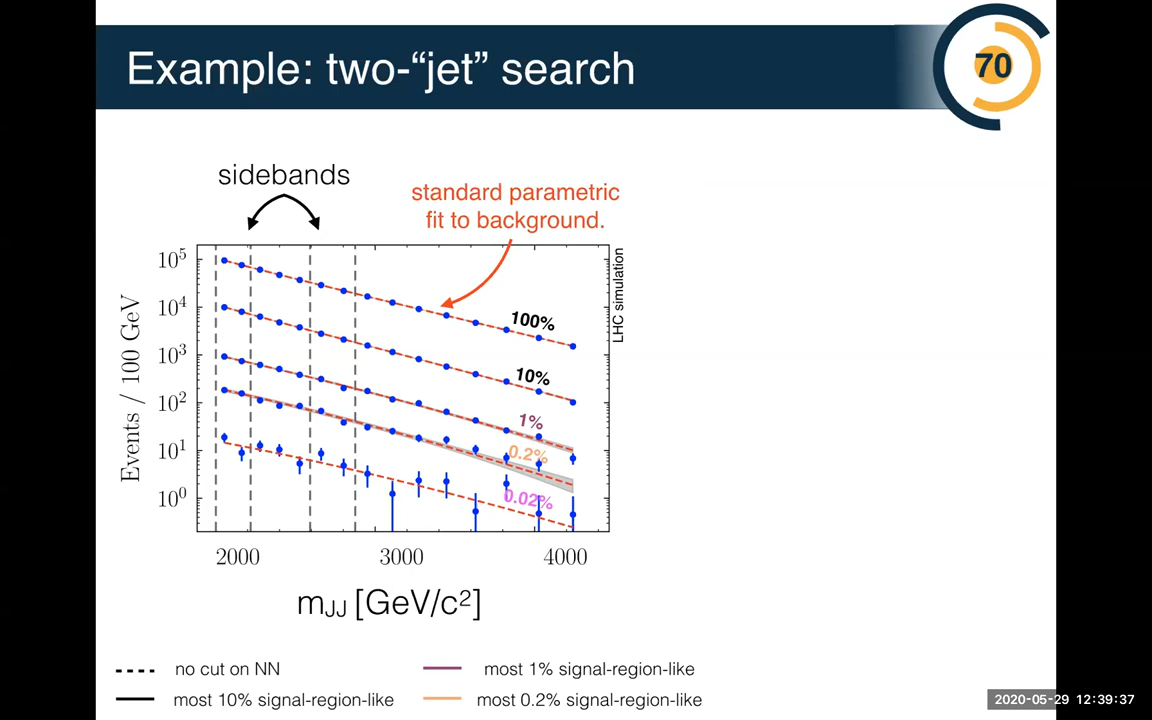 Example: two-“jet” search
70
sidebands
standard parametric
fit to background.
10⁵
10⁴
10³
10²
10¹
10⁰
Events / 100 GeV
100%
10%
1%
0.2%
0.02%
LHC simulation
2000 3000 4000
mJJ [GeV/c²]
no cut on NN
most 1% signal-region-like
most 10% signal-region-like
most 0.2% signal-region-like
2020-05-29 12:39:37